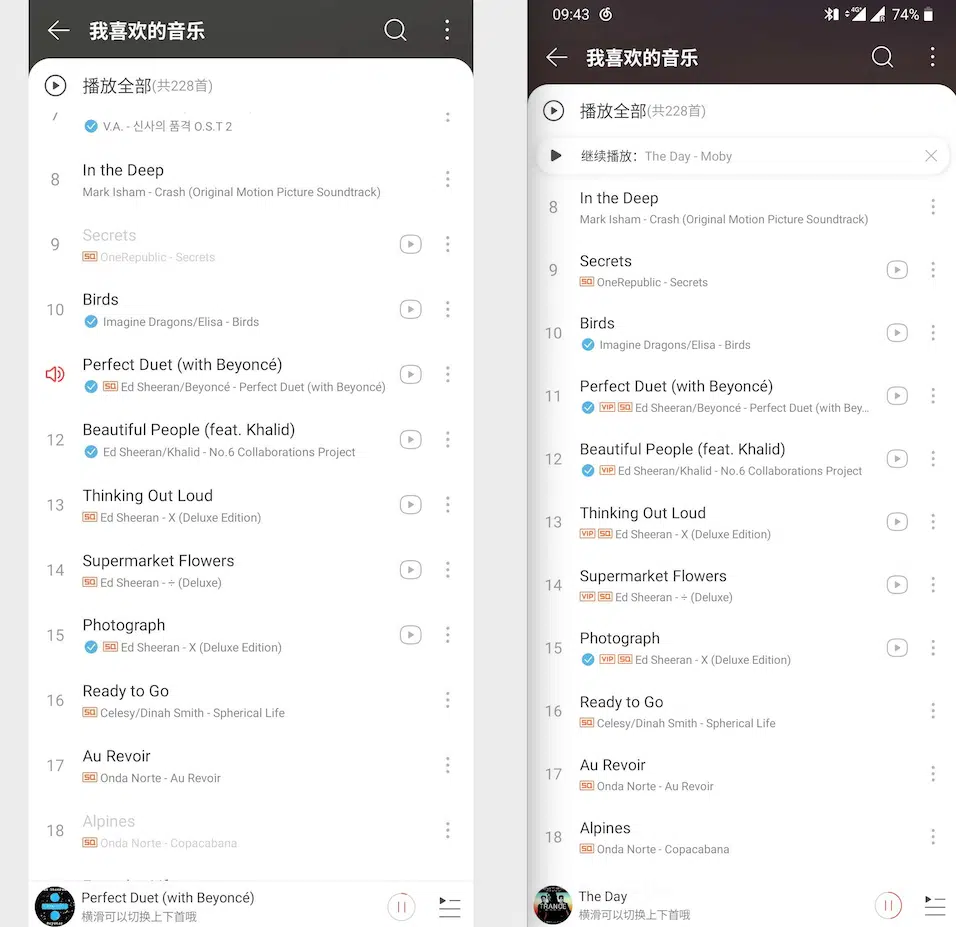 我喜欢的音乐
播放全部(共228首)
V.A. - 신사의 품격 O.S.T 2
8
In the Deep
Mark Isham - Crash (Original Motion Picture Soundtrack)
9
Secrets
SQ OneRepublic - Secrets
10
Birds
Imagine Dragons/Elisa - Birds
Perfect Duet (with Beyoncé)
SQ Ed Sheeran/Beyoncé - Perfect Duet (with Beyoncé)
12
Beautiful People (feat. Khalid)
Ed Sheeran/Khalid - No.6 Collaborations Project
13
Thinking Out Loud
SQ Ed Sheeran - X (Deluxe Edition)
14
Supermarket Flowers
SQ Ed Sheeran - ÷ (Deluxe)
15
Photograph
SQ Ed Sheeran - X (Deluxe Edition)
16
Ready to Go
SQ Celesy/Dinah Smith - Spherical Life
17
Au Revoir
SQ Onda Norte - Au Revoir
18
Alpines
SQ Onda Norte - Copacabana
Perfect Duet (with Beyoncé)
横滑可以切换上下首哦
09:43 4G+ 74%
我喜欢的音乐
播放全部(共228首)
继续播放：The Day - Moby
8
In the Deep
Mark Isham - Crash (Original Motion Picture Soundtrack)
9
Secrets
SQ OneRepublic - Secrets
10
Birds
Imagine Dragons/Elisa - Birds
11
Perfect Duet (with Beyoncé)
VIP SQ Ed Sheeran/Beyoncé - Perfect Duet (with Bey...
12
Beautiful People (feat. Khalid)
VIP Ed Sheeran/Khalid - No.6 Collaborations Project
13
Thinking Out Loud
VIP SQ Ed Sheeran - X (Deluxe Edition)
14
Supermarket Flowers
VIP SQ Ed Sheeran - ÷ (Deluxe)
15
Photograph
VIP SQ Ed Sheeran - X (Deluxe Edition)
16
Ready to Go
SQ Celesy/Dinah Smith - Spherical Life
17
Au Revoir
SQ Onda Norte - Au Revoir
18
Alpines
SQ Onda Norte - Copacabana
TRANCE
The Day
横滑可以切换上下首哦